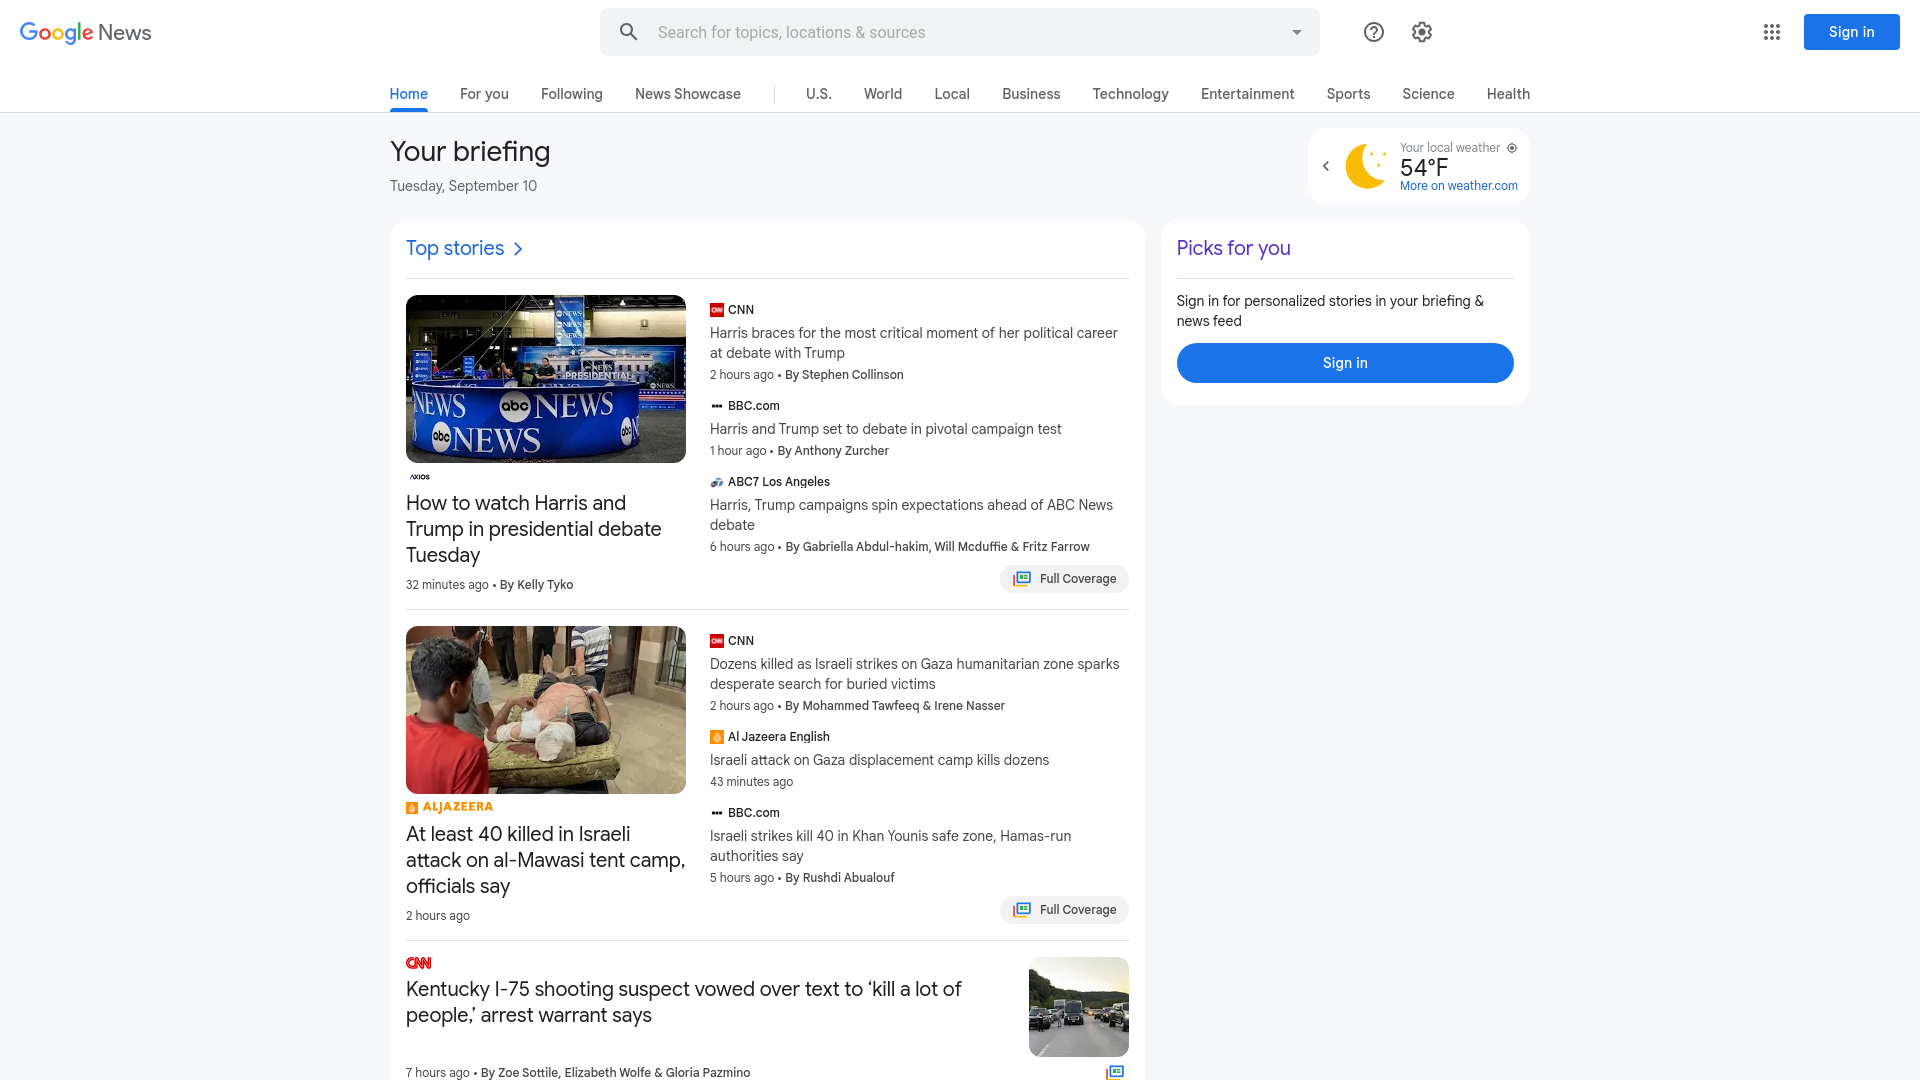 Google News
Search for topics, locations & sources
Sign in
Home
For you
Following
News Showcase
U.S.
World
Local
Business
Technology
Entertainment
Sports
Science
Health
Your briefing
Tuesday, September 10
Your local weather
54°F
More on weather.com
Top stories
abc NEWS
NEWS
abc NEWS
PRESIDENTIAL
AXIOS
How to watch Harris and
Trump in presidential debate
Tuesday
32 minutes ago • By Kelly Tyko
CNN
Harris braces for the most critical moment of her political career
at debate with Trump
2 hours ago • By Stephen Collinson
BBC.com
Harris and Trump set to debate in pivotal campaign test
1 hour ago • By Anthony Zurcher
ABC7 Los Angeles
Harris, Trump campaigns spin expectations ahead of ABC News
debate
6 hours ago • By Gabriella Abdul-hakim, Will Mcduffie & Fritz Farrow
Full Coverage
ALJAZEERA
At least 40 killed in Israeli
attack on al-Mawasi tent camp,
officials say
2 hours ago
CNN
Dozens killed as Israeli strikes on Gaza humanitarian zone sparks
desperate search for buried victims
2 hours ago • By Mohammed Tawfeeq & Irene Nasser
Al Jazeera English
Israeli attack on Gaza displacement camp kills dozens
43 minutes ago
BBC.com
Israeli strikes kill 40 in Khan Younis safe zone, Hamas-run
authorities say
5 hours ago • By Rushdi Abualouf
Full Coverage
CNN
Kentucky I-75 shooting suspect vowed over text to ‘kill a lot of
people,’ arrest warrant says
7 hours ago • By Zoe Sottile, Elizabeth Wolfe & Gloria Pazmino
Picks for you
Sign in for personalized stories in your briefing &
news feed
Sign in